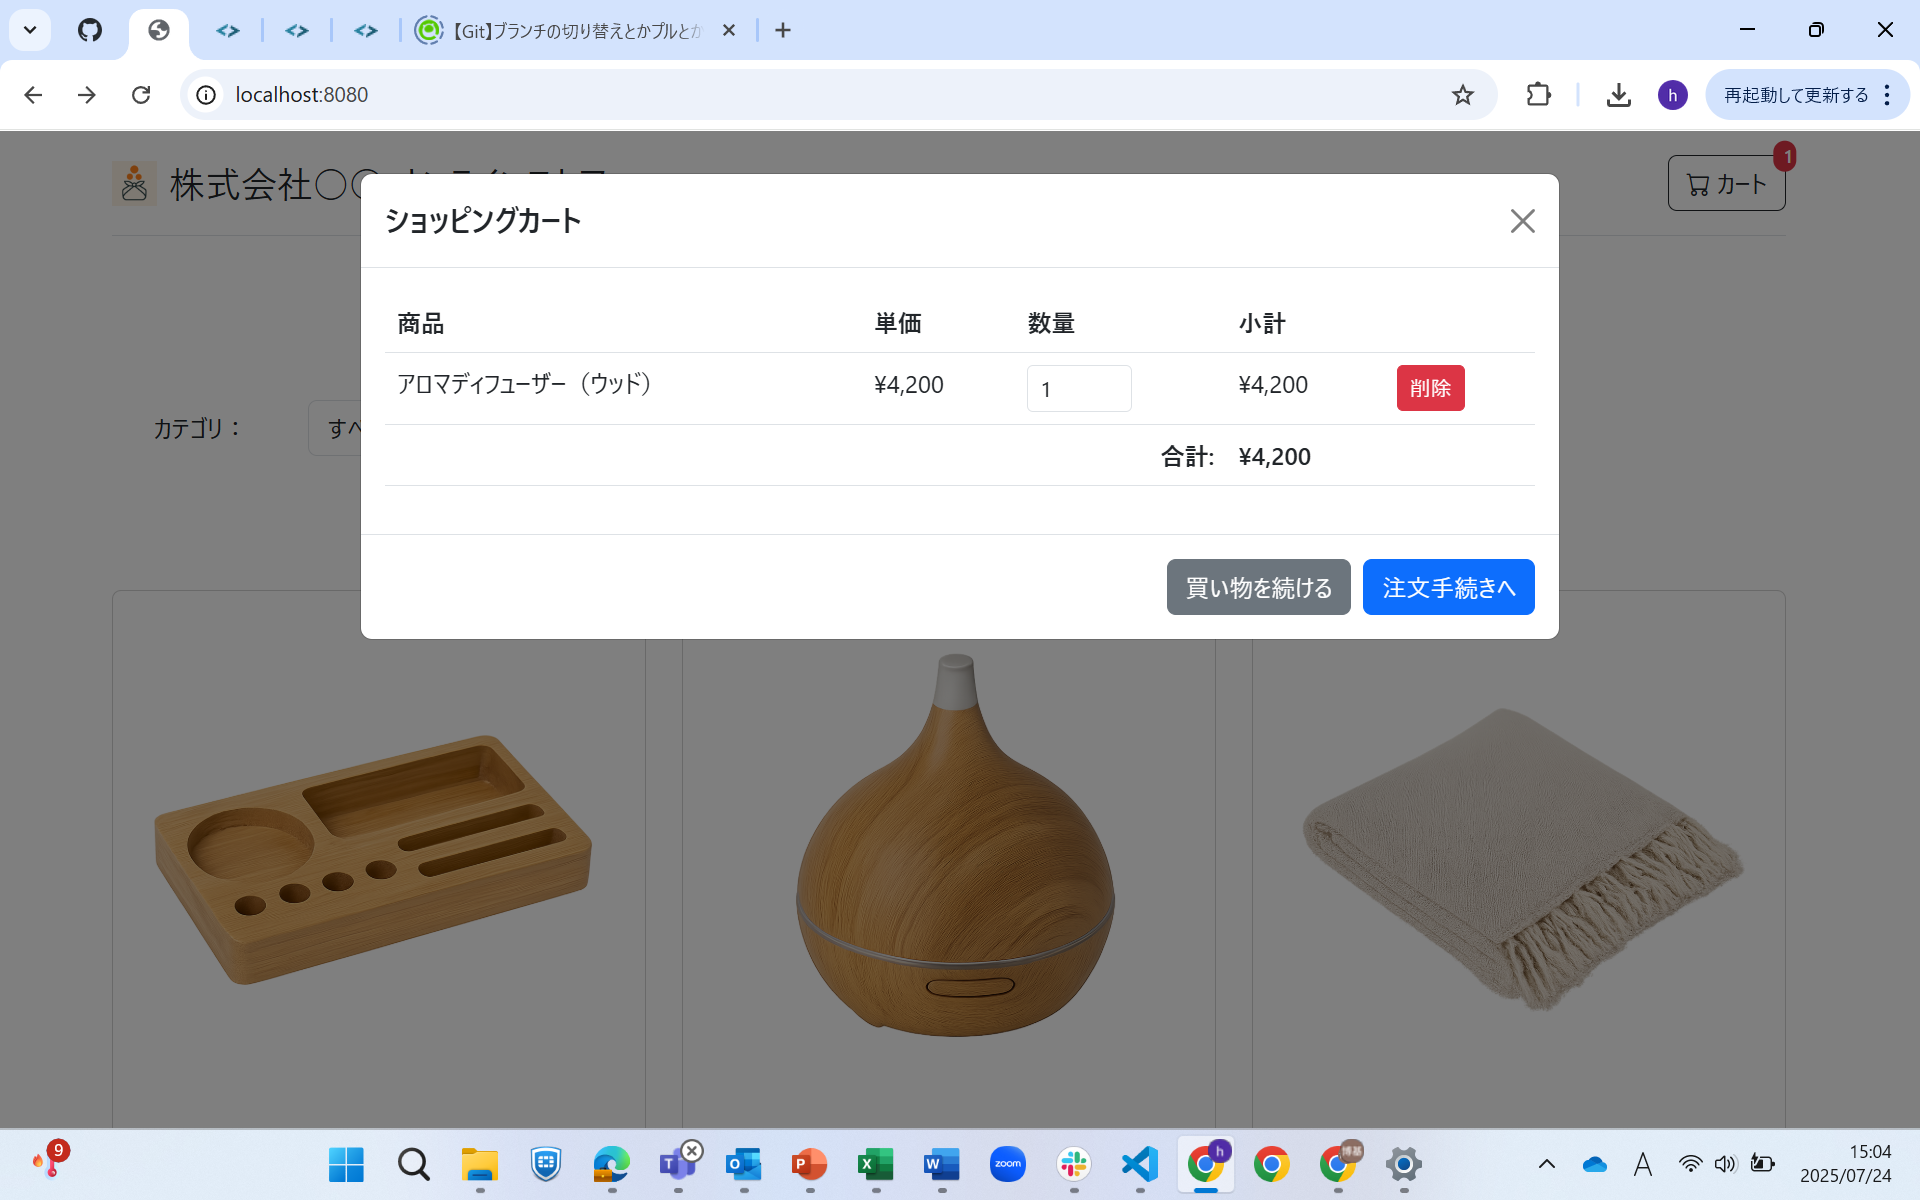 【Git】ブランチの切り替えとかプルとか
localhost:8080
h
再起動して更新する
株式会社〇〇
1
カート
ショッピングカート
商品 単価 数量 小計
アロマディフューザー（ウッド） ¥4,200 1 ¥4,200 削除
合計: ¥4,200
カテゴリ：
すべ
買い物を続ける
注文手続きへ
9
zoom
h
博基
A
15:04
2025/07/24